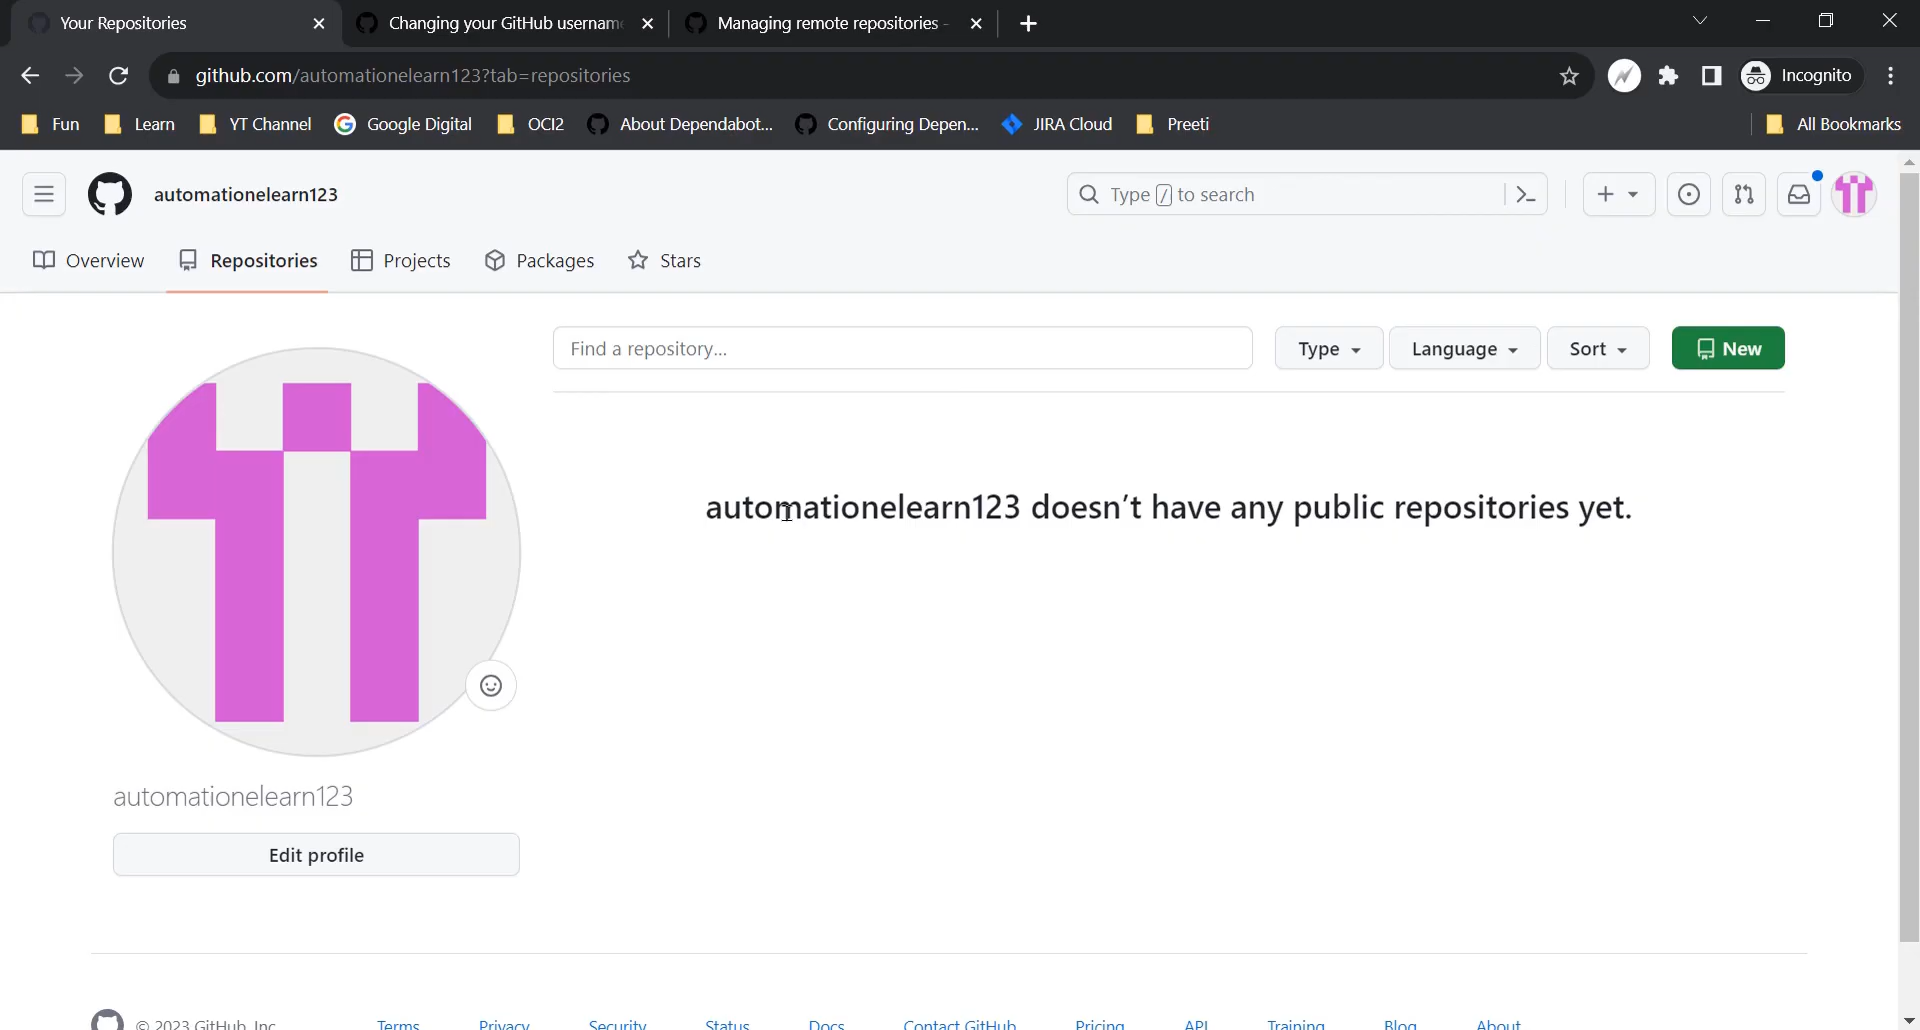 Your Repositories
Changing your GitHub usernam
Managing remote repositories -
github.com/automationelearn123?tab=repositories
Incognito
Fun
Learn
YT Channel
Google Digital
OCI2
About Dependabot...
Configuring Depen...
JIRA Cloud
Preeti
All Bookmarks
automationelearn123
Type / to search
Overview
Repositories
Projects
Packages
Stars
Find a repository...
Type
Language
Sort
New
automationelearn123 doesn't have any public repositories yet.
automationelearn123
Edit profile
© 2023 GitHub, Inc.
Terms
Privacy
Security
Status
Docs
Contact GitHub
Pricing
API
Training
Blog
About